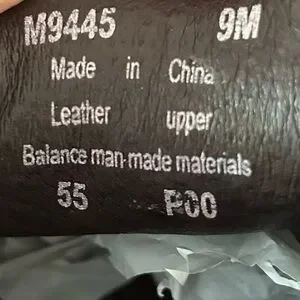 M9445 9M
Made in China
Leather upper
Balance man-made materials
55 P00